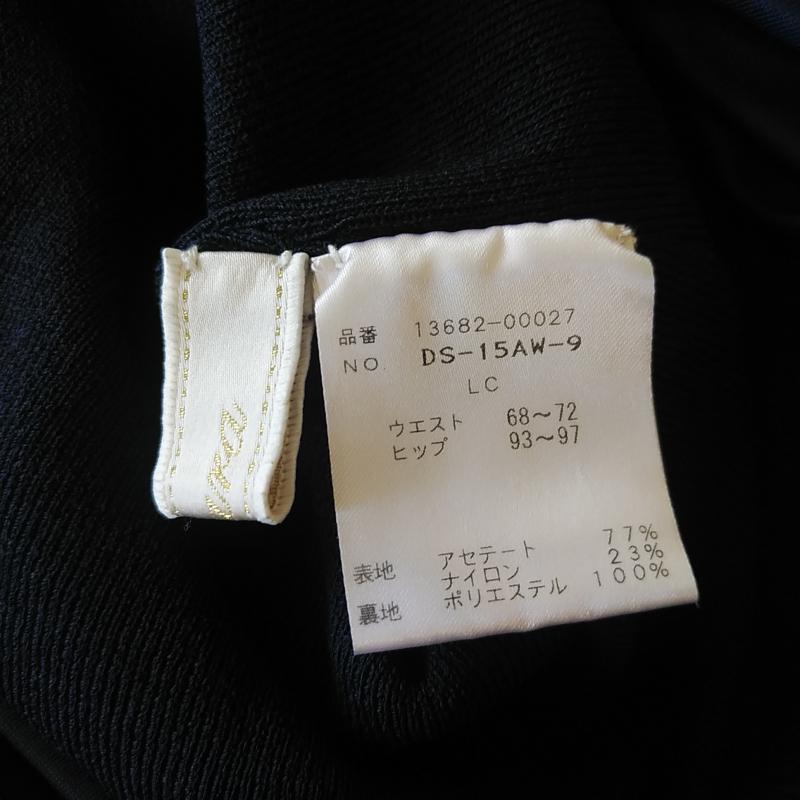 品番 13682-00027
NO. DS-15AW-9
LC
ウエスト 68~72
ヒップ 93~97
表地 アセテート 77%
ナイロン 23%
裏地 ポリエステル 100%